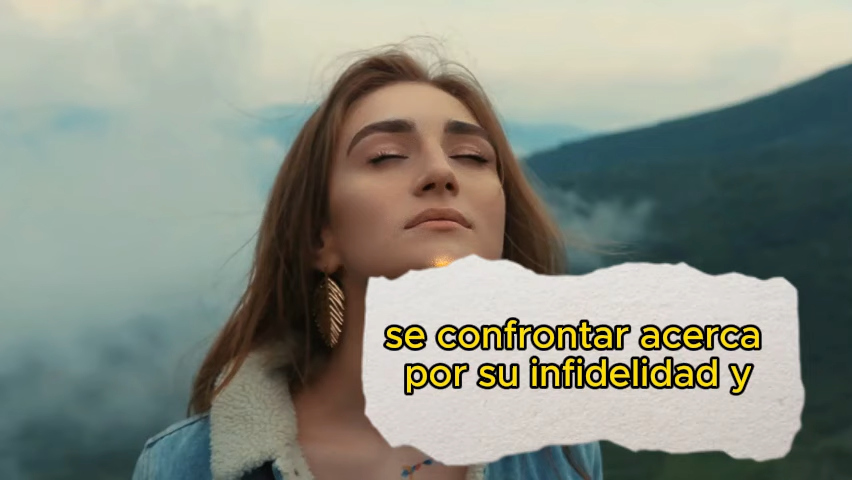 se confrontar acerca
por su infidelidad y